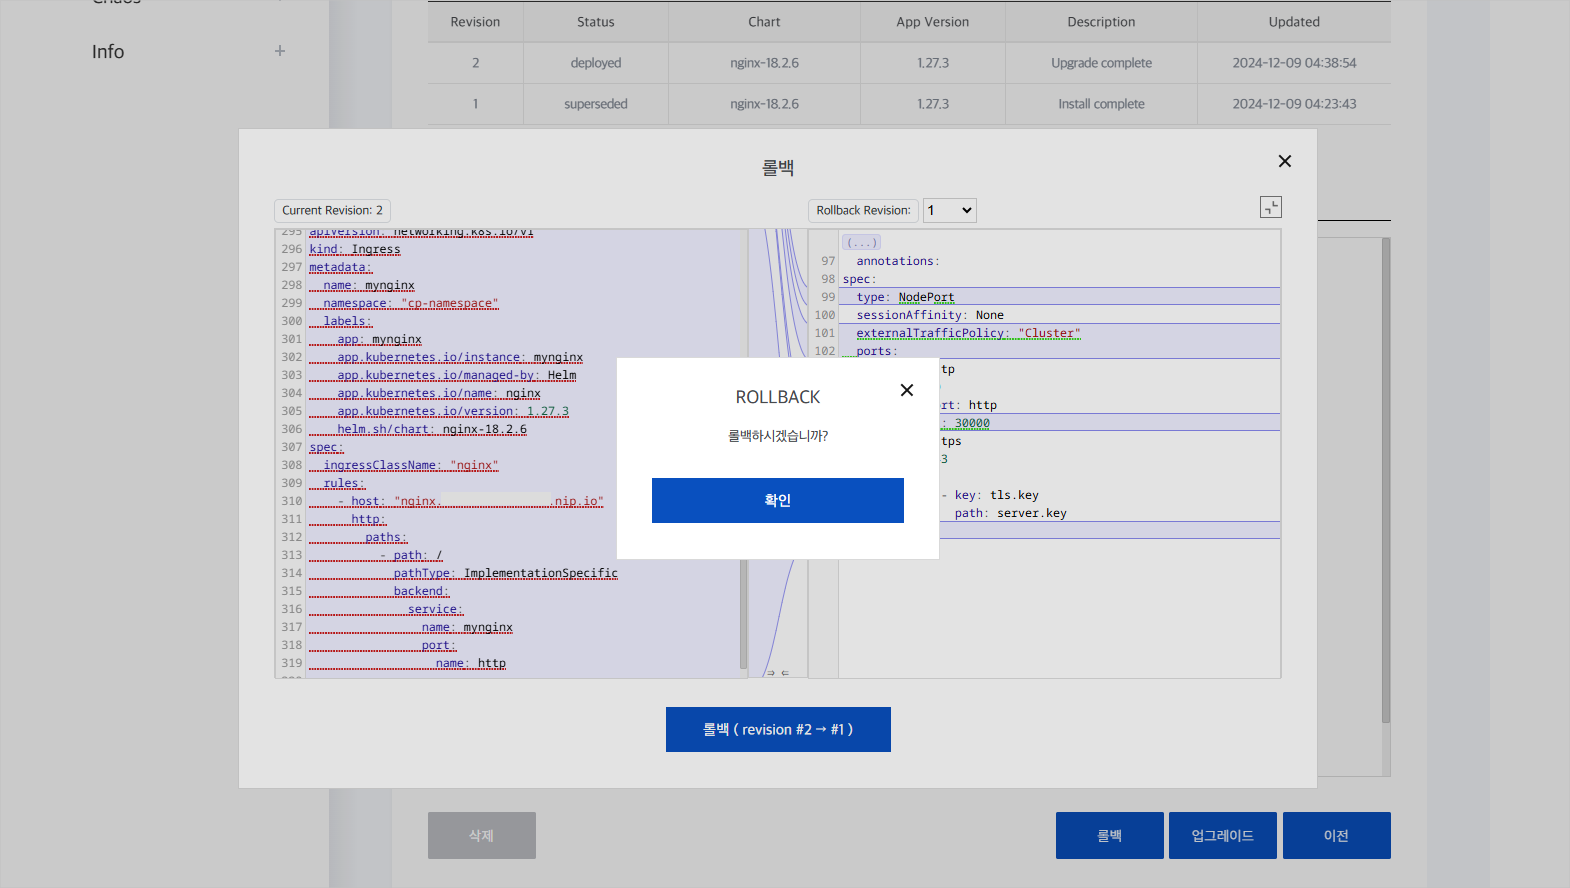 Chaos
Info +
Revision Status Chart App Version Description Updated
2 deployed nginx-18.2.6 1.27.3 Upgrade complete 2024-12-09 04:38:54
1 superseded nginx-18.2.6 1.27.3 Install complete 2024-12-09 04:23:43
롤백
Current Revision: 2
Rollback Revision: 1
295 apiVersion: networking.k8s.io/v1
296 kind: Ingress
297 metadata:
298 name: mynginx
299 namespace: "cp-namespace"
300 labels:
301 app: mynginx
302 app.kubernetes.io/instance: mynginx
303 app.kubernetes.io/managed-by: Helm
304 app.kubernetes.io/name: nginx
305 app.kubernetes.io/version: 1.27.3
306 helm.sh/chart: nginx-18.2.6
307 spec:
308 ingressClassName: "nginx"
309 rules:
310 - host: "nginx. .nip.io"
311 http:
312 paths:
313 - path: /
314 pathType: ImplementationSpecific
315 backend:
316 service:
317 name: mynginx
318 port:
319 name: http
⇒ ⇐
(...)
97 annotations:
98 spec:
99 type: NodePort
100 sessionAffinity: None
101 externalTrafficPolicy: "Cluster"
102 ports:
tp
rt: http
: 30000
tps
3
- key: tls.key
path: server.key
ROLLBACK
롤백하시겠습니까?
확인
롤백 ( revision #2 → #1 )
삭제
롤백 업그레이드 이전